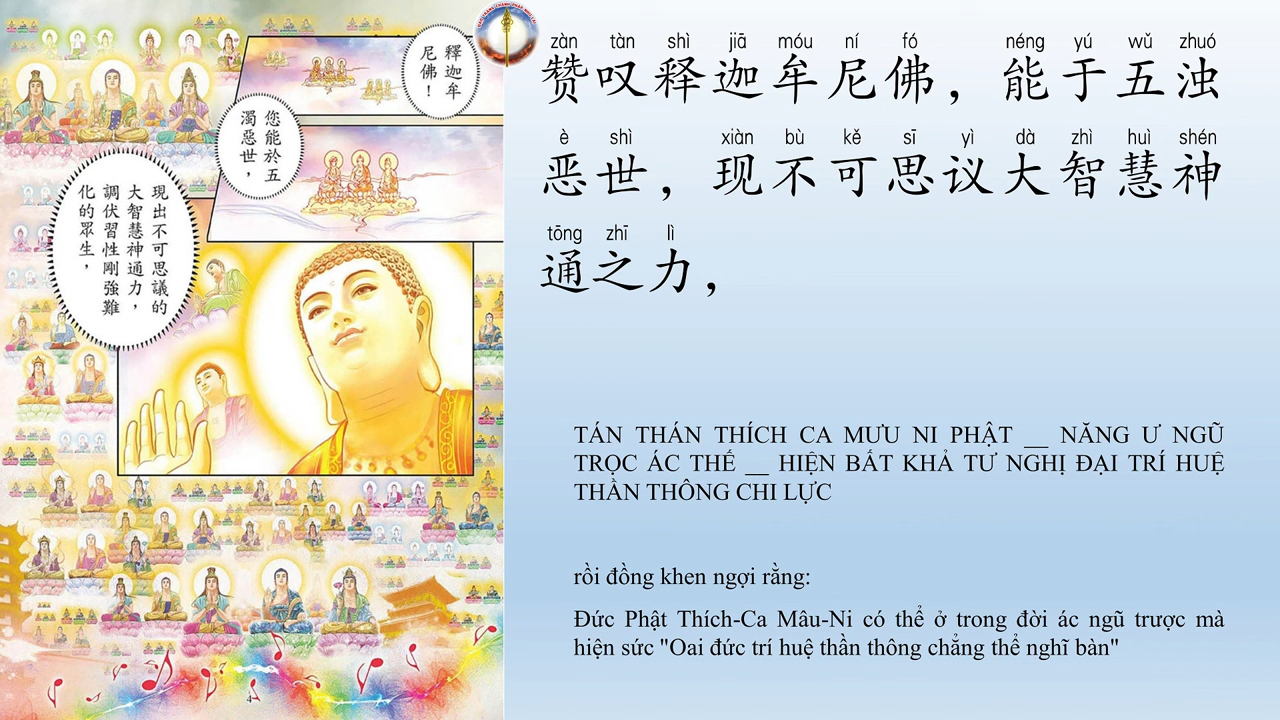 釋迦牟
尼佛！
您能於五
濁惡世，
現出不可思議的
大智慧神通力，
調伏習性剛強難
化的眾生，
zàn tàn shì jiā móu ní fó néng yú wǔ zhuó
赞叹释迦牟尼佛，能于五浊
è shì xiàn bù kě sī yì dà zhì huì shén
恶世，现不可思议大智慧神
tōng zhī lì
通之力，
TÁN THÁN THÍCH CA MƯU NI PHẬT __ NĂNG Ư NGŨ
TRỌC ÁC THẾ __ HIỆN BẤT KHẢ TƯ NGHỊ ĐẠI TRÍ HUỆ
THẦN THÔNG CHI LỰC
rồi đồng khen ngợi rằng:
Đức Phật Thích-Ca Mâu-Ni có thể ở trong đời ác ngũ trược mà
hiện sức "Oai đức trí huệ thần thông chẳng thể nghĩ bàn"